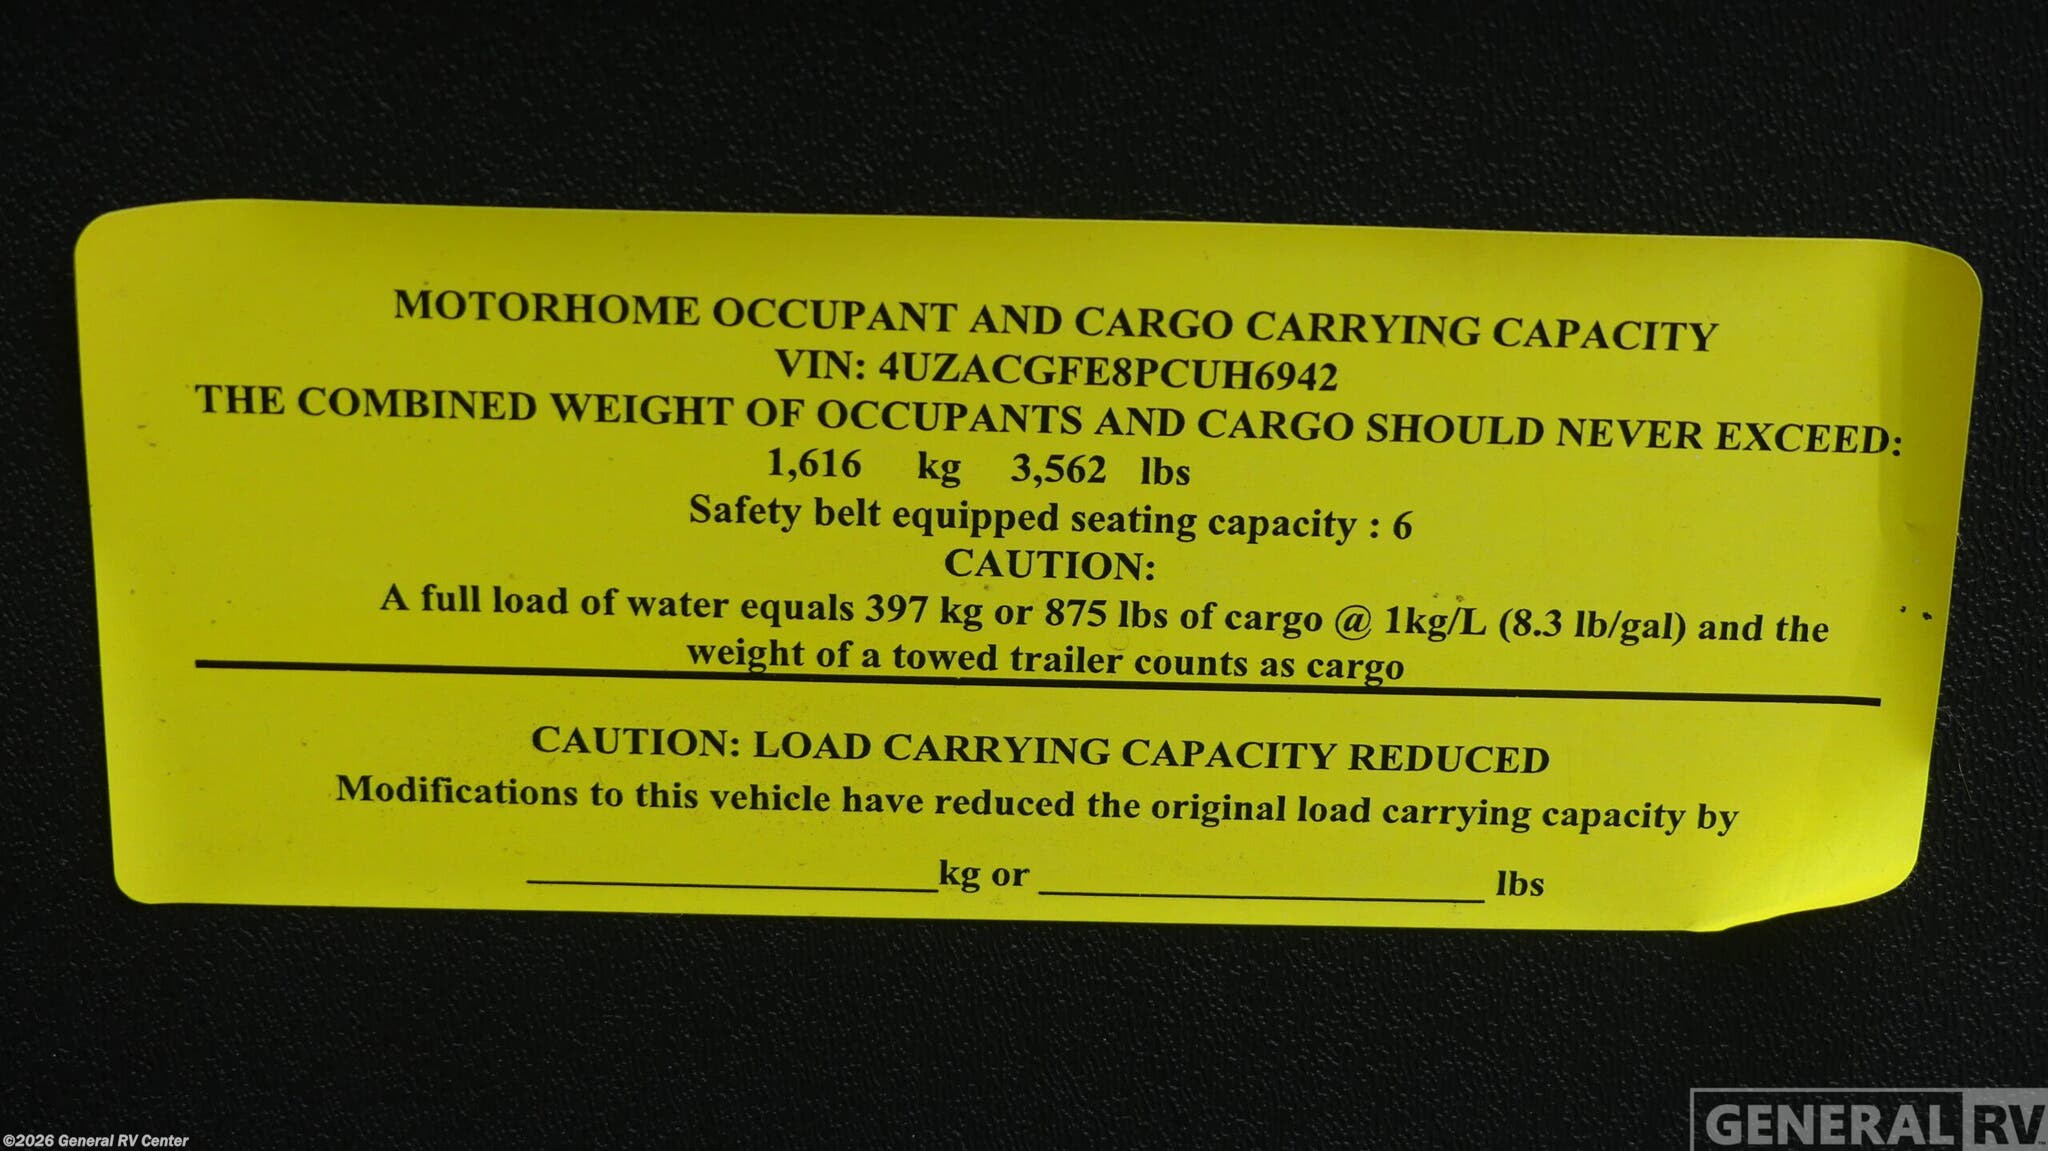 MOTORHOME OCCUPANT AND CARGO CARRYING CAPACITY
VIN: 4UZACGFE8PCUH6942
THE COMBINED WEIGHT OF OCCUPANTS AND CARGO SHOULD NEVER EXCEED:
1,616 kg 3,562 lbs
Safety belt equipped seating capacity : 6
CAUTION:
A full load of water equals 397 kg or 875 lbs of cargo @ 1kg/L (8.3 lb/gal) and the
weight of a towed trailer counts as cargo
CAUTION: LOAD CARRYING CAPACITY REDUCED
Modifications to this vehicle have reduced the original load carrying capacity by
____________kg or ____________ lbs
©2026 General RV Center
GENERAL RV